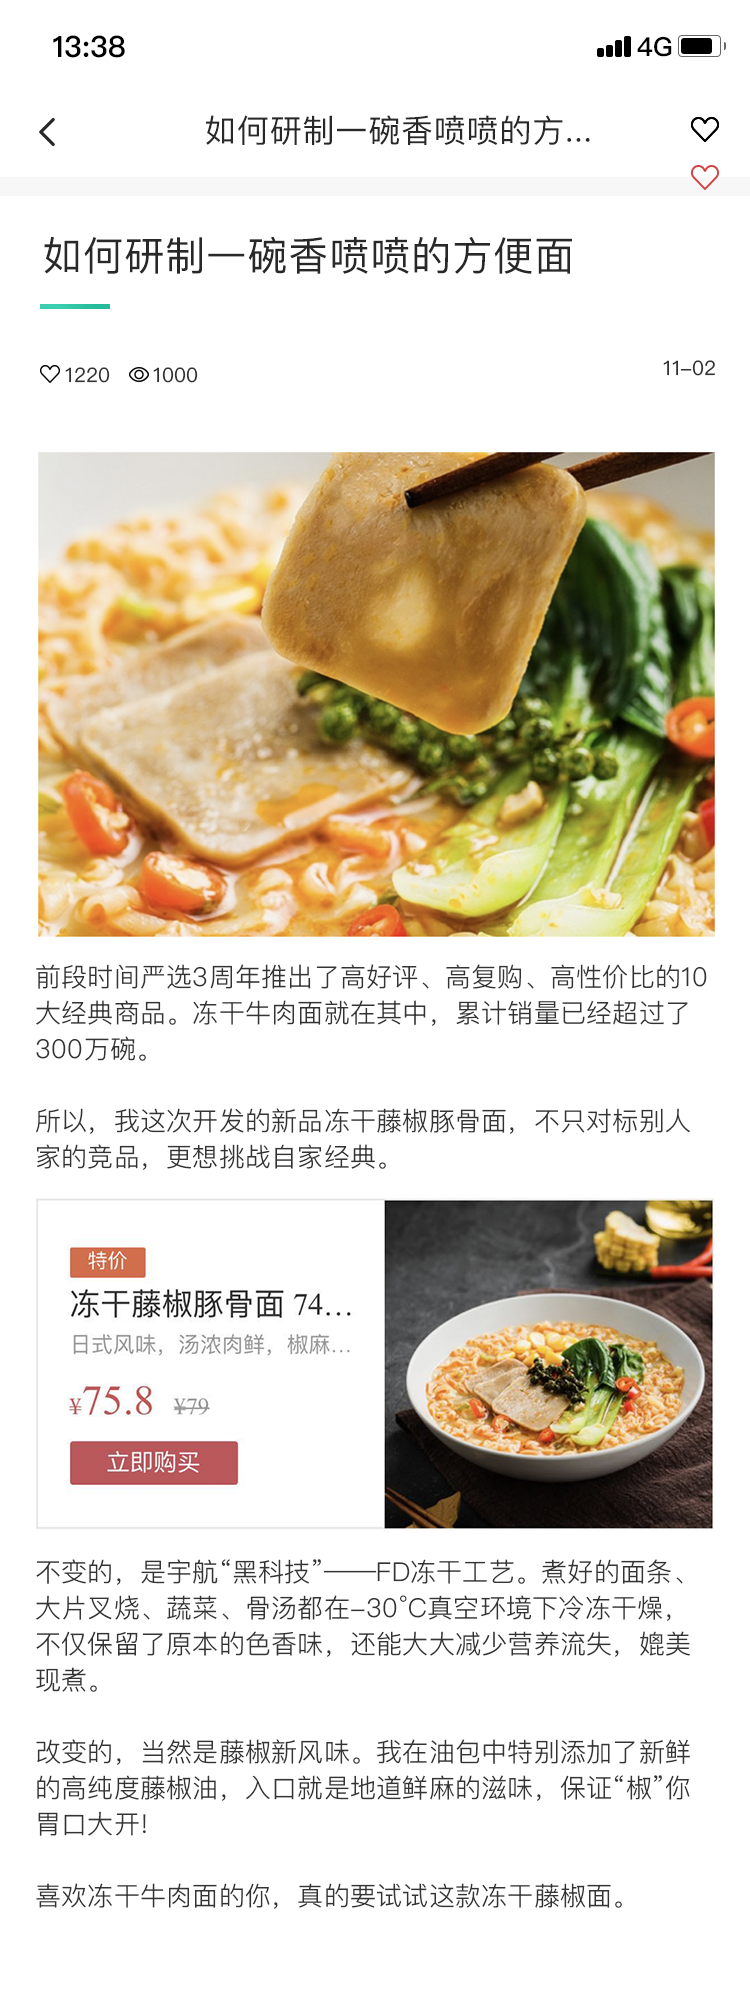 13:38
4G
如何研制一碗香喷喷的方...
如何研制一碗香喷喷的方便面
1220 1000
11-02
前段时间严选3周年推出了高好评、高复购、高性价比的10
大经典商品。冻干牛肉面就在其中，累计销量已经超过了
300万碗。
所以，我这次开发的新品冻干藤椒豚骨面，不只对标别人
家的竞品，更想挑战自家经典。
特价
冻干藤椒豚骨面 74...
日式风味，汤浓肉鲜，椒麻...
¥75.8 ¥79
立即购买
不变的，是宇航“黑科技”——FD冻干工艺。煮好的面条、
大片叉烧、蔬菜、骨汤都在-30°C真空环境下冷冻干燥，
不仅保留了原本的色香味，还能大大减少营养流失，媲美
现煮。
改变的，当然是藤椒新风味。我在油包中特别添加了新鲜
的高纯度藤椒油，入口就是地道鲜麻的滋味，保证“椒”你
胃口大开!
喜欢冻干牛肉面的你，真的要试试这款冻干藤椒面。